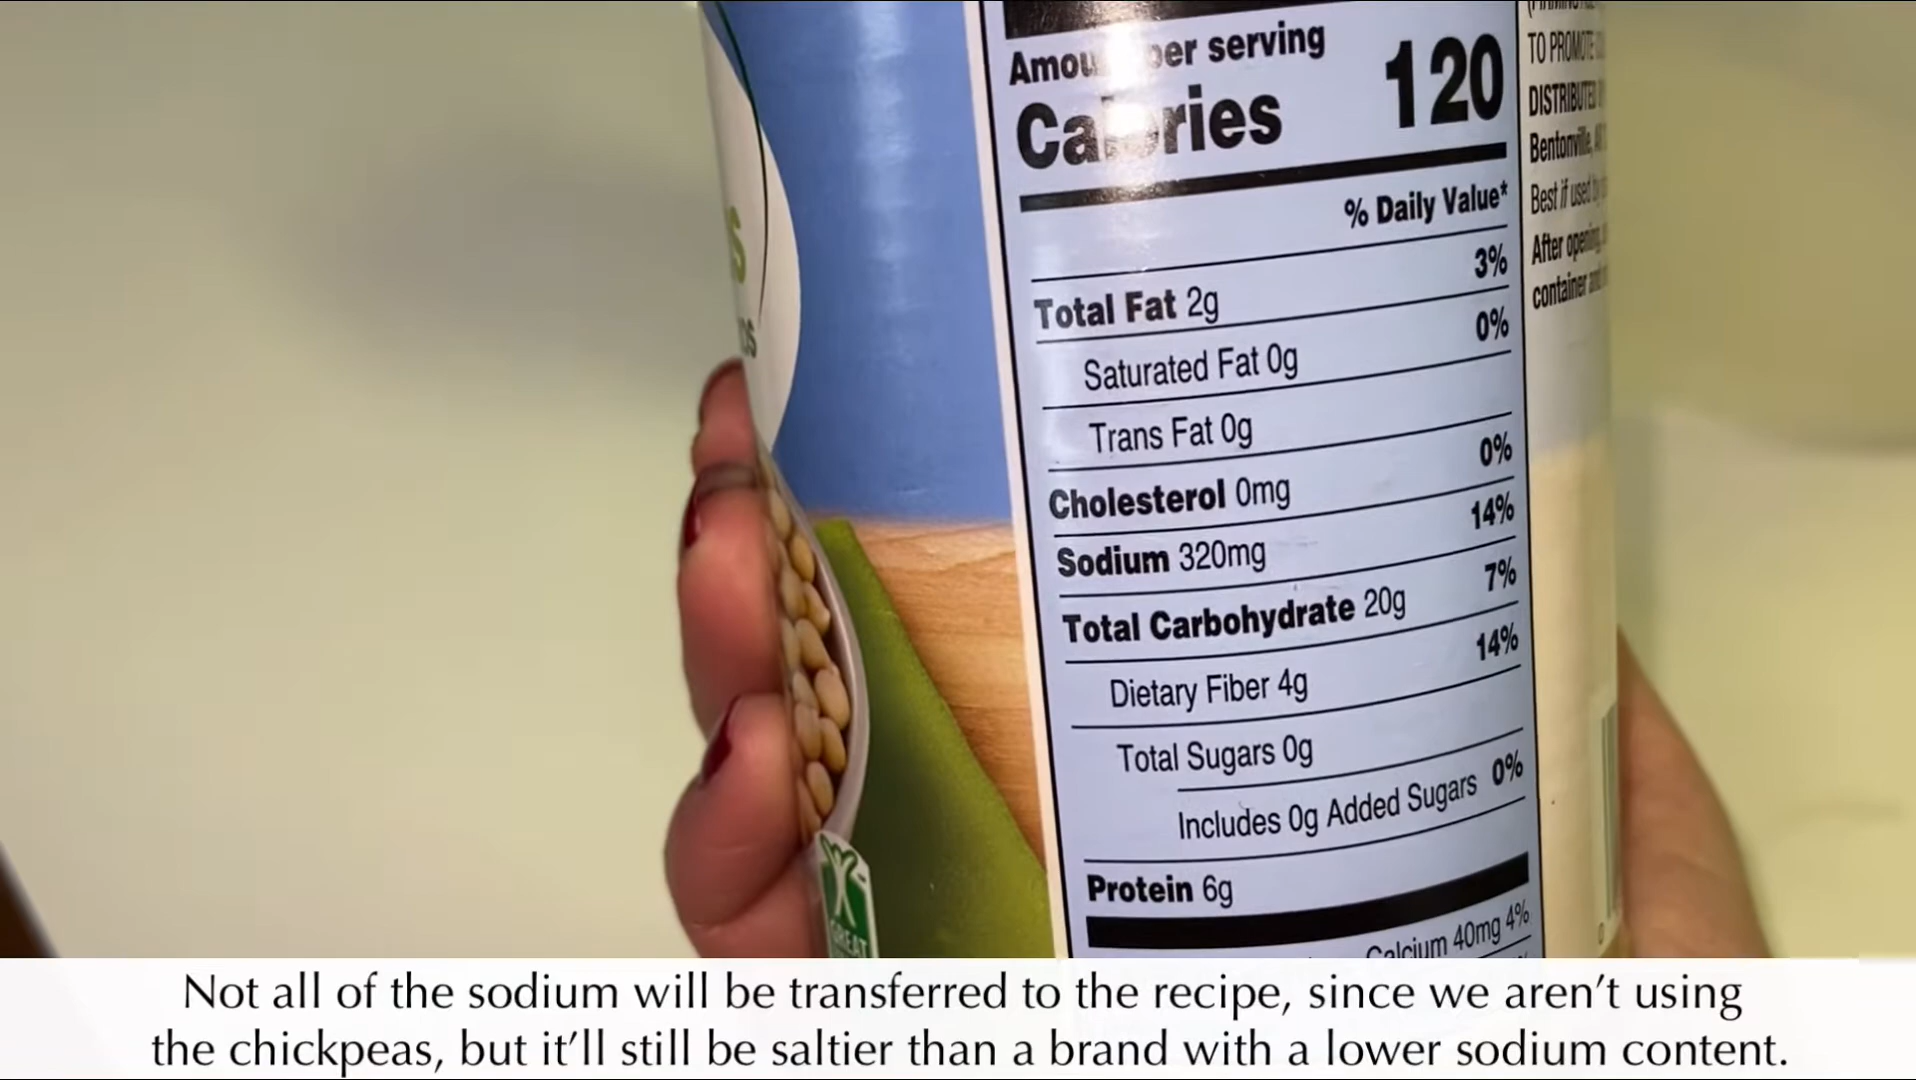 Amou per serving
Calories 120
% Daily Value*
Total Fat 2g 3%
Saturated Fat 0g 0%
Trans Fat 0g
Cholesterol 0mg 0%
Sodium 320mg 14%
Total Carbohydrate 20g 7%
Dietary Fiber 4g 14%
Total Sugars 0g
Includes 0g Added Sugars 0%
Protein 6g
Calcium 40mg 4%
TO PROMOTE
DISTRIBUTED
Bentonville,
Best if used
After opening,
container
GREAT
Not all of the sodium will be transferred to the recipe, since we aren't using
the chickpeas, but it'll still be saltier than a brand with a lower sodium content.